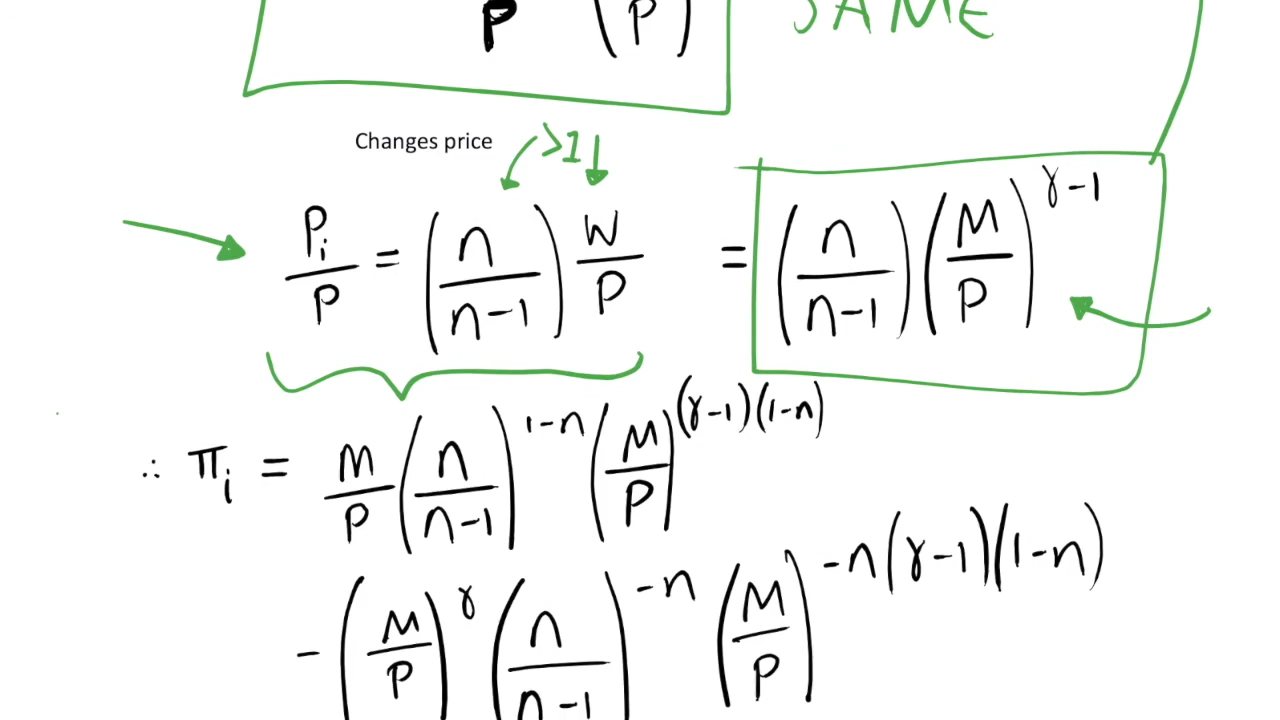 P (P) SAME
Changes price >1
Pᵢ/P = (n/(n-1)) W/P = (n/(n-1)) (M/P)^(γ-1)
∴ πᵢ = M/P (n/(n-1))^(1-n) (M/P)^((γ-1)(1-n))
- (M/P)^γ (n/(n-1))^(-n) (M/P)^(-n(γ-1)(1-n))